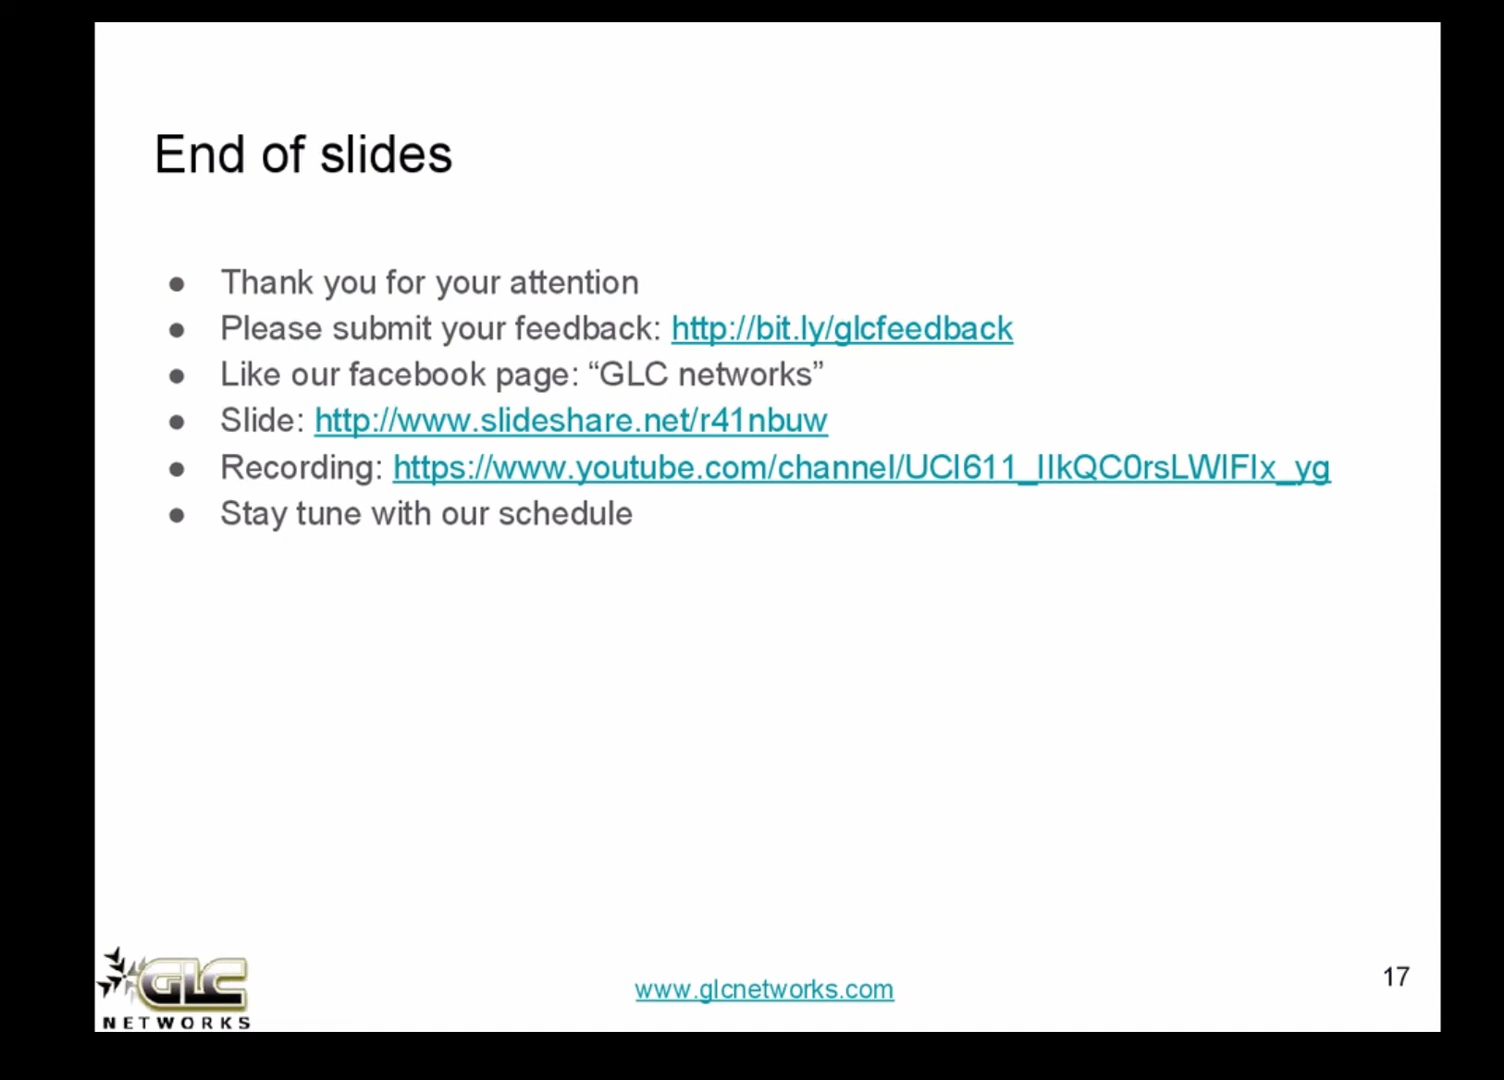 End of slides
● Thank you for your attention
● Please submit your feedback: http://bit.ly/glcfeedback
● Like our facebook page: “GLC networks”
● Slide: http://www.slideshare.net/r41nbuw
● Recording: https://www.youtube.com/channel/UCI611_IIkQC0rsLWIFIx_yg
● Stay tune with our schedule
GLC
NETWORKS
www.glcnetworks.com
17